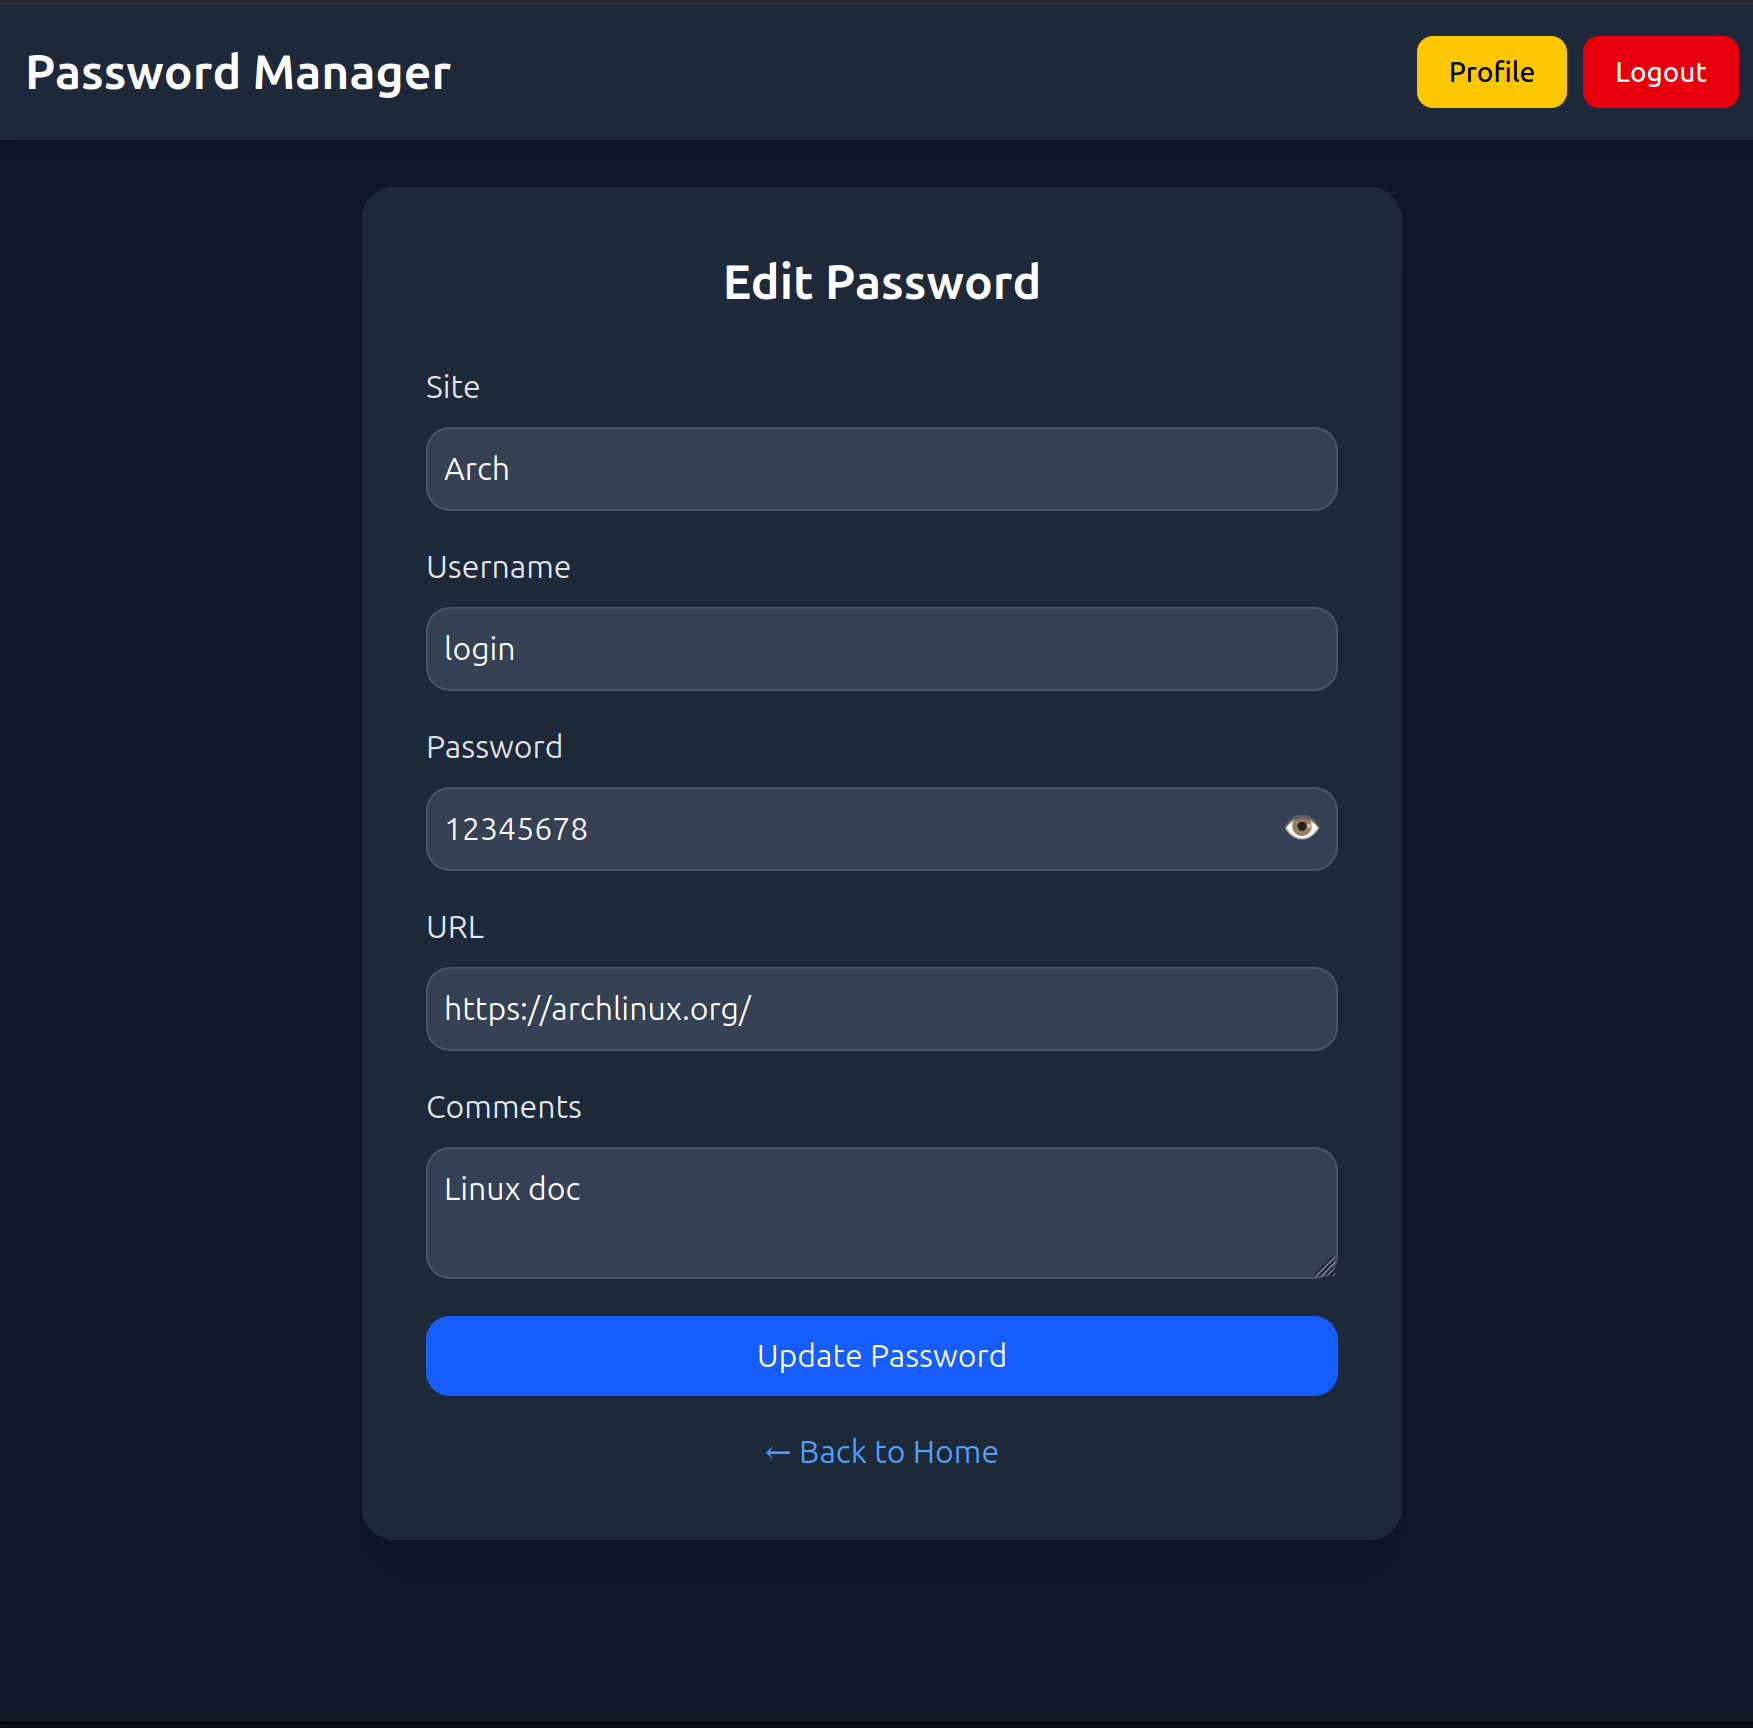 Password Manager
Profile
Logout
Edit Password
Site
Arch
Username
login
Password
12345678
URL
https://archlinux.org/
Comments
Linux doc
Update Password
← Back to Home